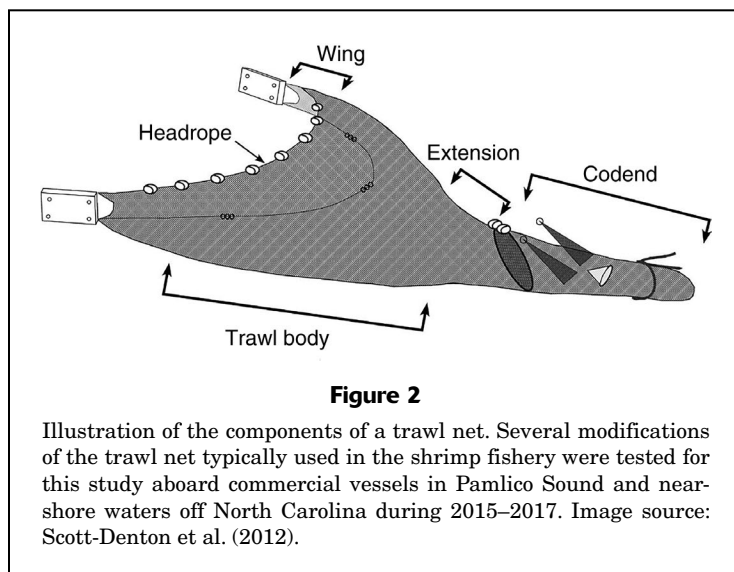 Wing
Headrope
Extension
Codend
Trawl body
Figure 2
Illustration of the components of a trawl net. Several modifications
of the trawl net typically used in the shrimp fishery were tested for
this study aboard commercial vessels in Pamlico Sound and near-
shore waters off North Carolina during 2015–2017. Image source:
Scott-Denton et al. (2012).